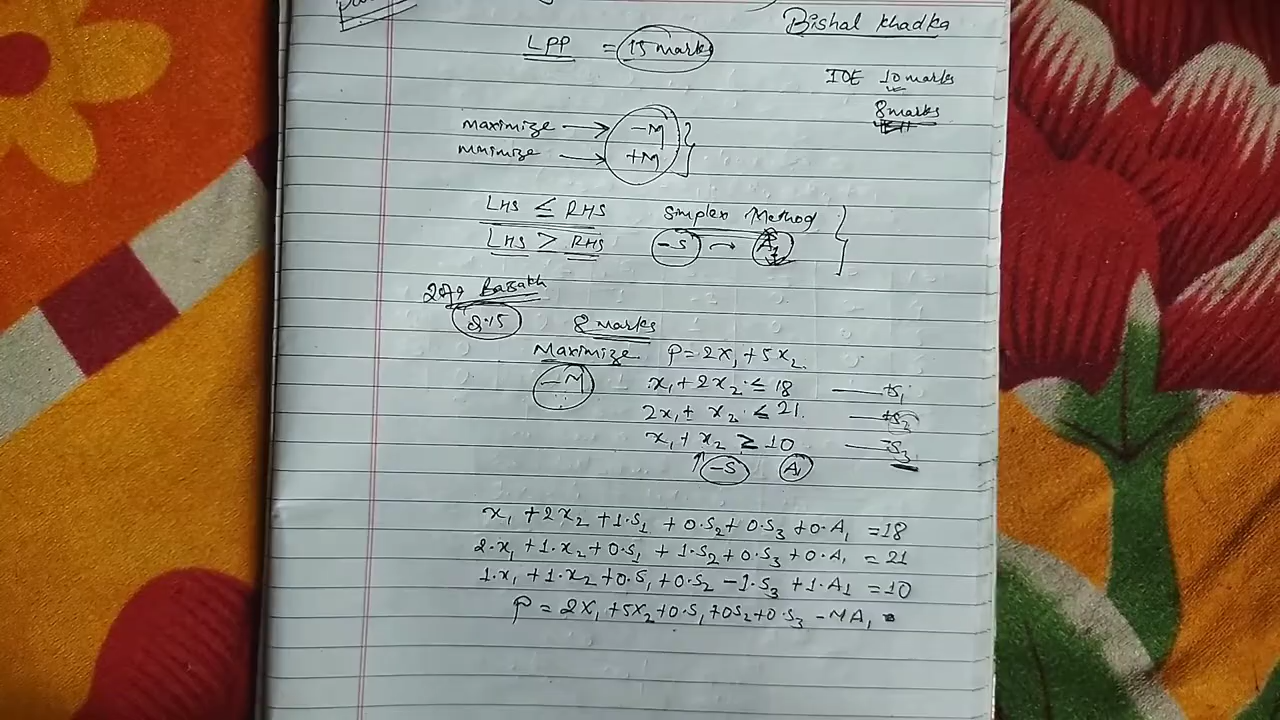 Bishal Khadka
LPP = 15 marks
IOE 10 marks
8 marks
maximize → -M
minimize → +M
LHS ≤ RHS Simplex Method
LHS > RHS -S → A1
Basakh
Q.15 8 marks
Maximize P = 2x₁ + 5x₂
-M x₁ + 2x₂ ≤ 18 — +S₁
2x₁ + x₂ ≤ 21. — +S₂
x₁ + x₂ ≥ 10 — -S₃
↑ -S A₁
x₁ + 2x₂ + 1·S₁ + 0·S₂ + 0·S₃ + 0·A₁ = 18
2·x₁ + 1·x₂ + 0·S₁ + 1·S₂ + 0·S₃ + 0·A₁ = 21
1·x₁ + 1·x₂ + 0·S₁ + 0·S₂ - 1·S₃ + 1·A₁ = 10
P = 2x₁ + 5x₂ + 0·S₁ + 0S₂ + 0·S₃ - MA₁